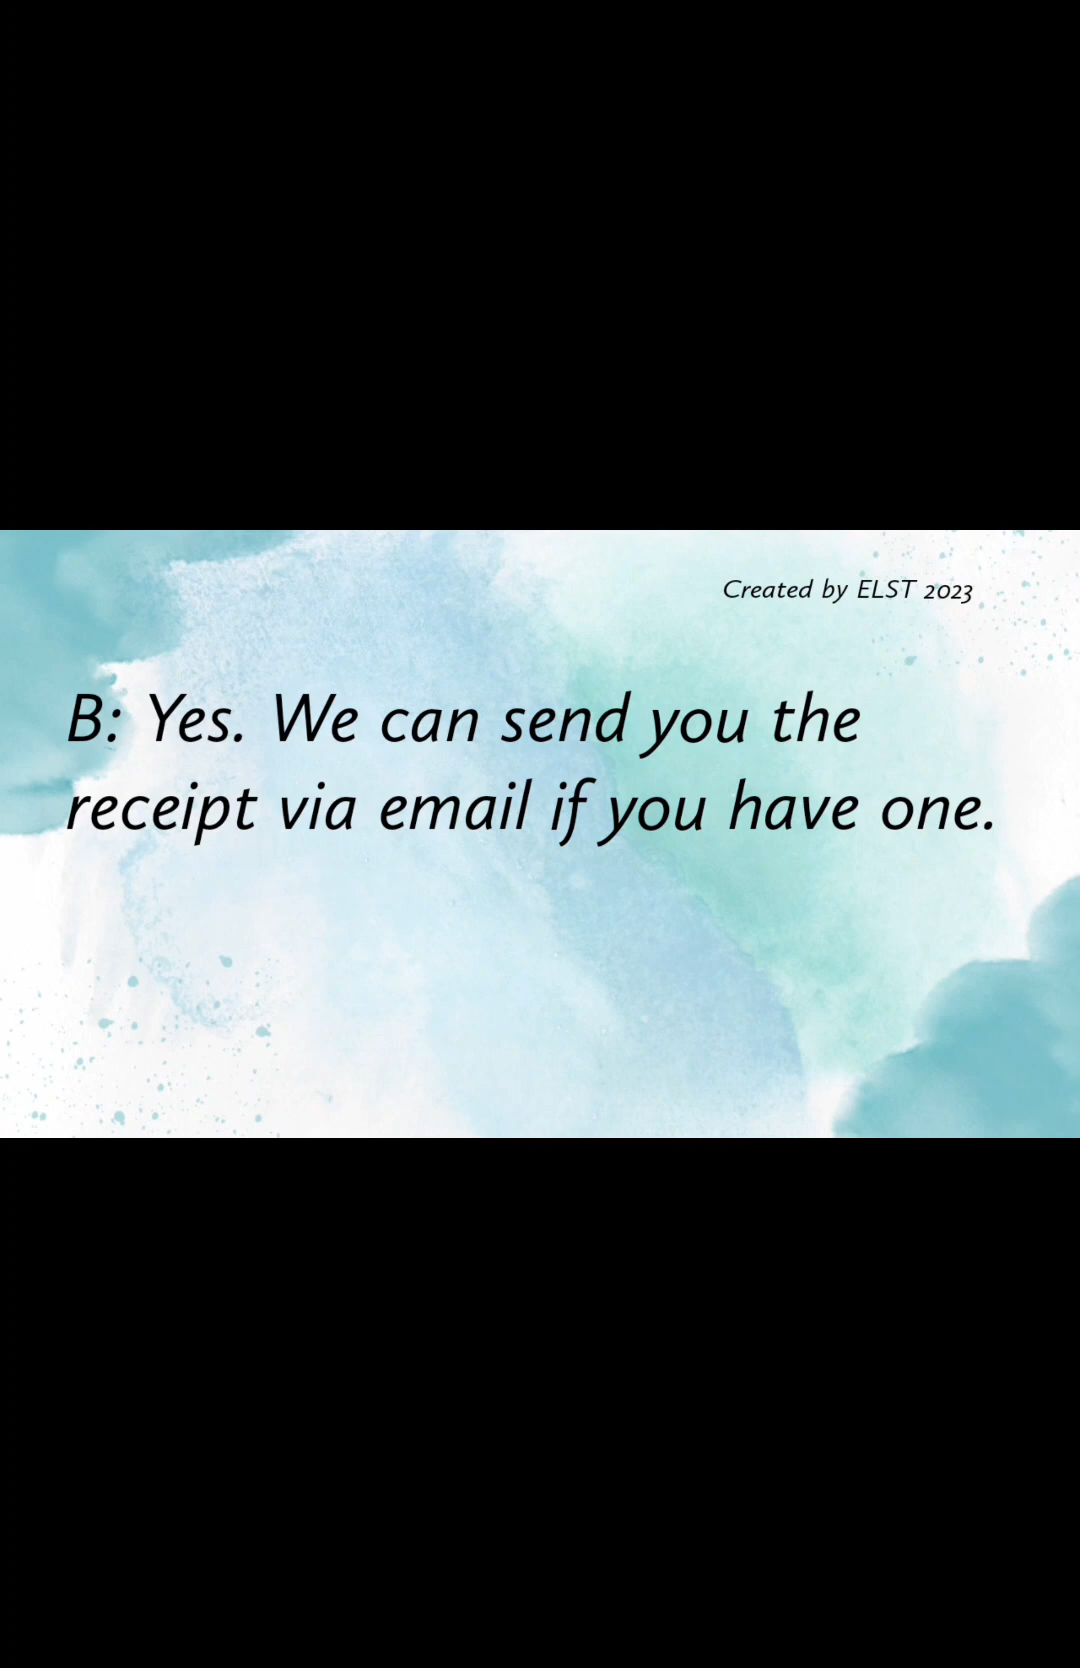 Created by ELST 2023
B: Yes. We can send you the
receipt via email if you have one.